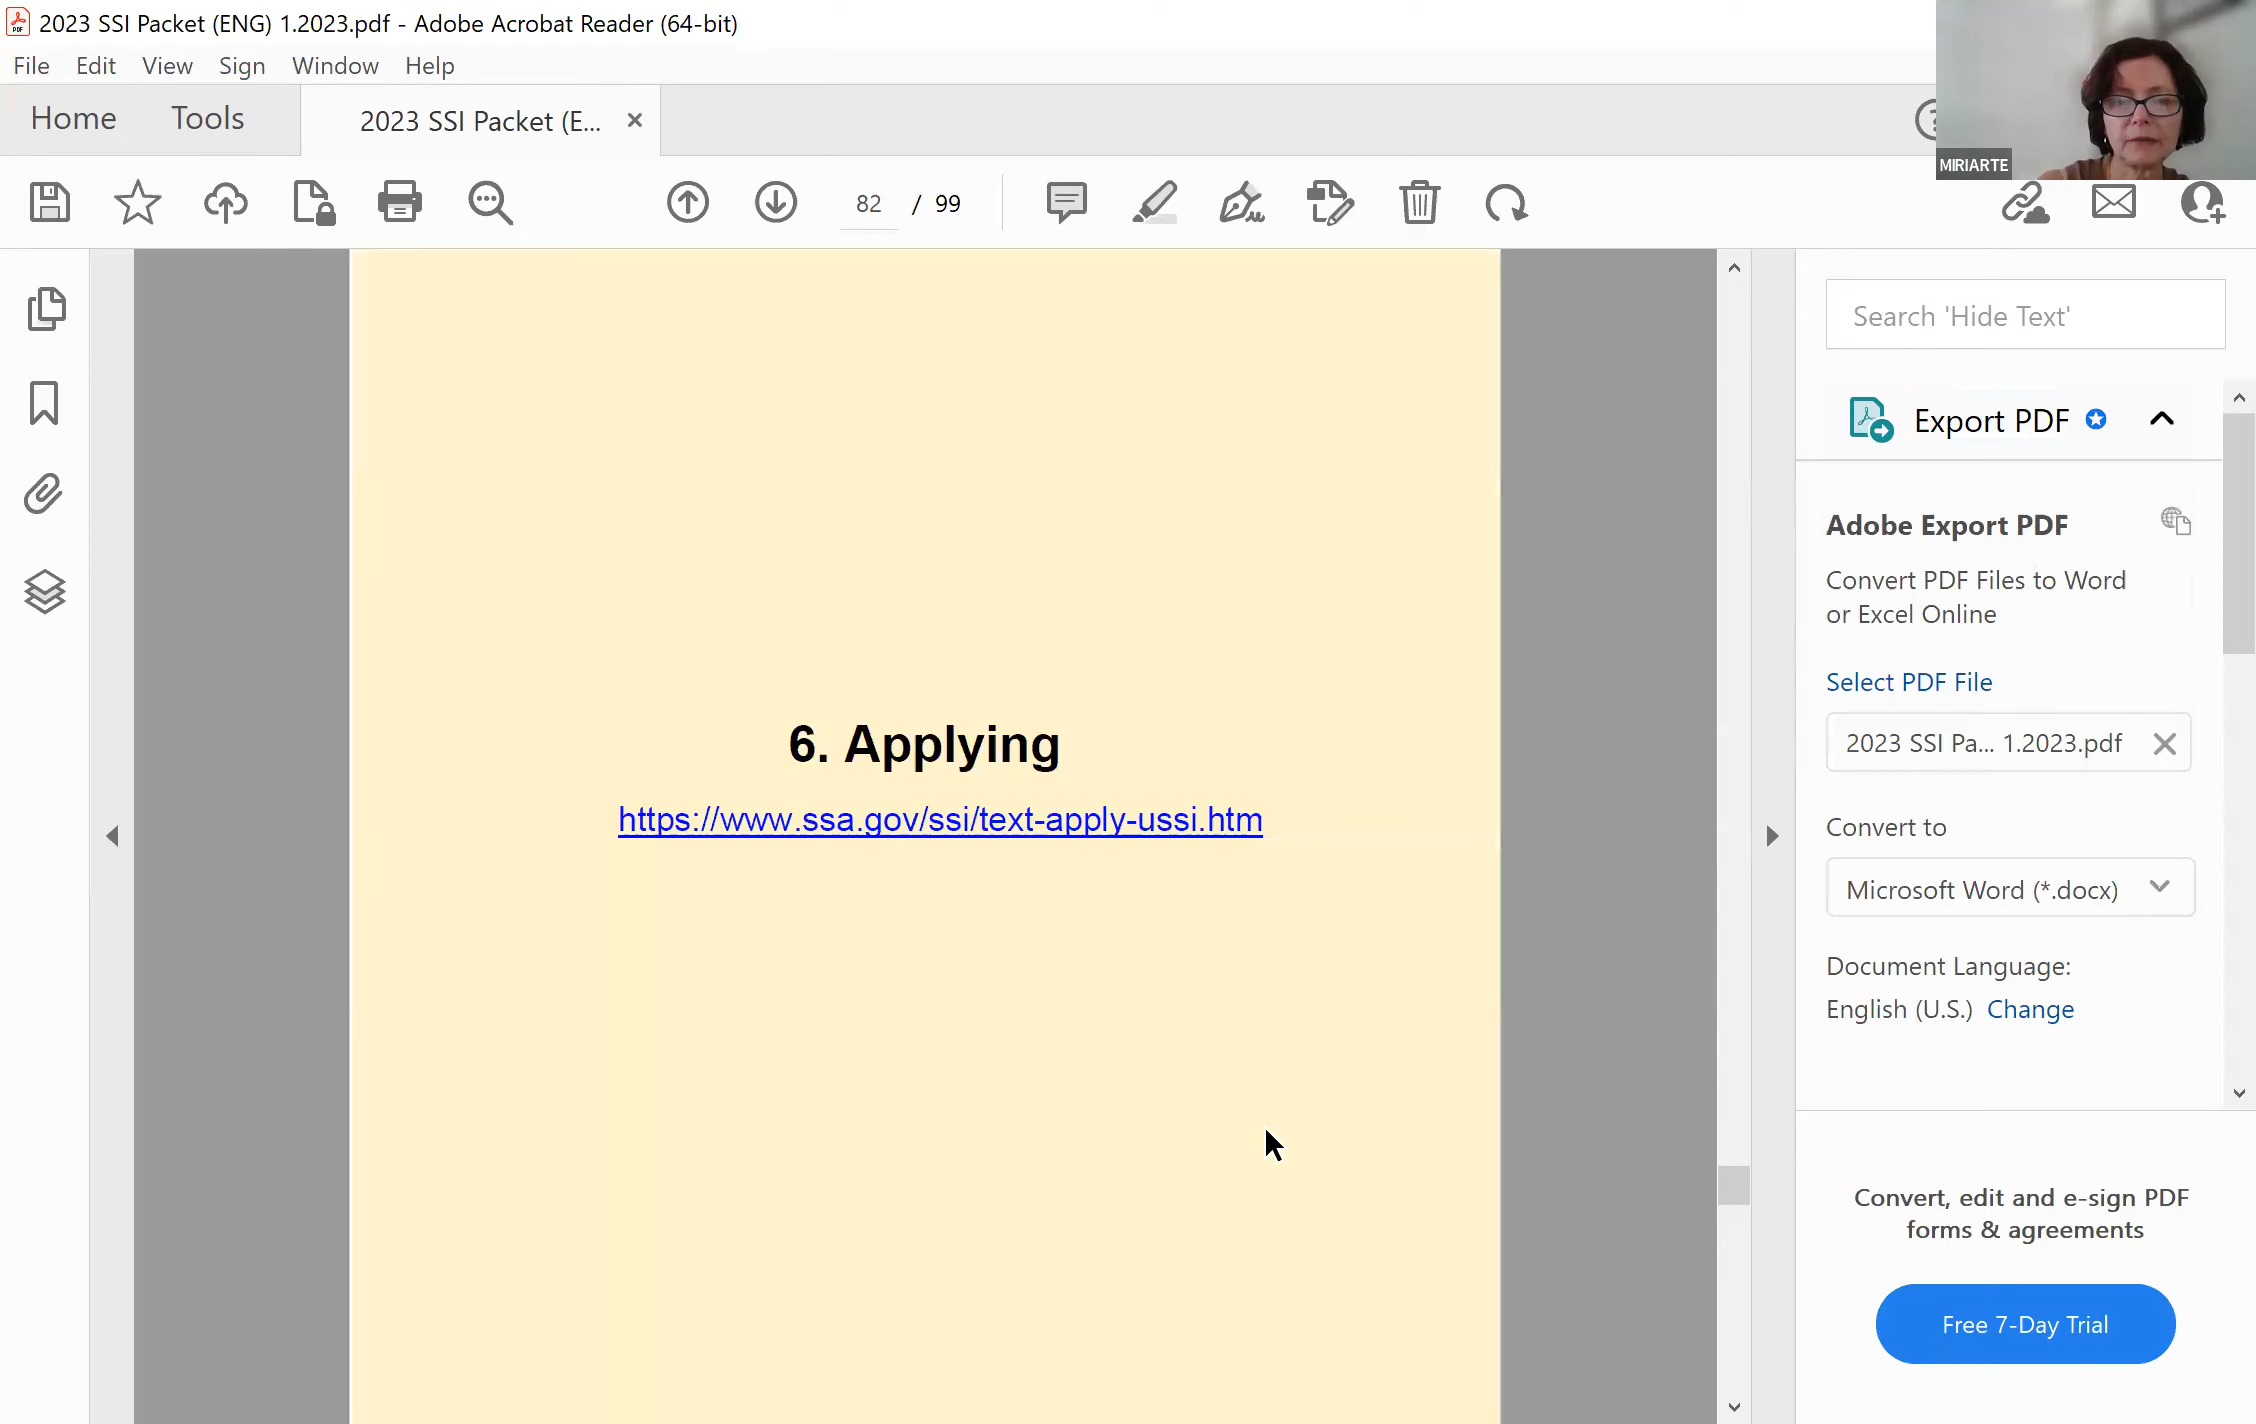 2023 SSI Packet (ENG) 1.2023.pdf - Adobe Acrobat Reader (64-bit)
File Edit View Sign Window Help
Home Tools 2023 SSI Packet (E...
MIRIARTE
82 / 99
6. Applying
https://www.ssa.gov/ssi/text-apply-ussi.htm
Search 'Hide Text'
Export PDF
Adobe Export PDF
Convert PDF Files to Word
or Excel Online
Select PDF File
2023 SSI Pa... 1.2023.pdf
Convert to
Microsoft Word (*.docx)
Document Language:
English (U.S.) Change
Convert, edit and e-sign PDF
forms & agreements
Free 7-Day Trial